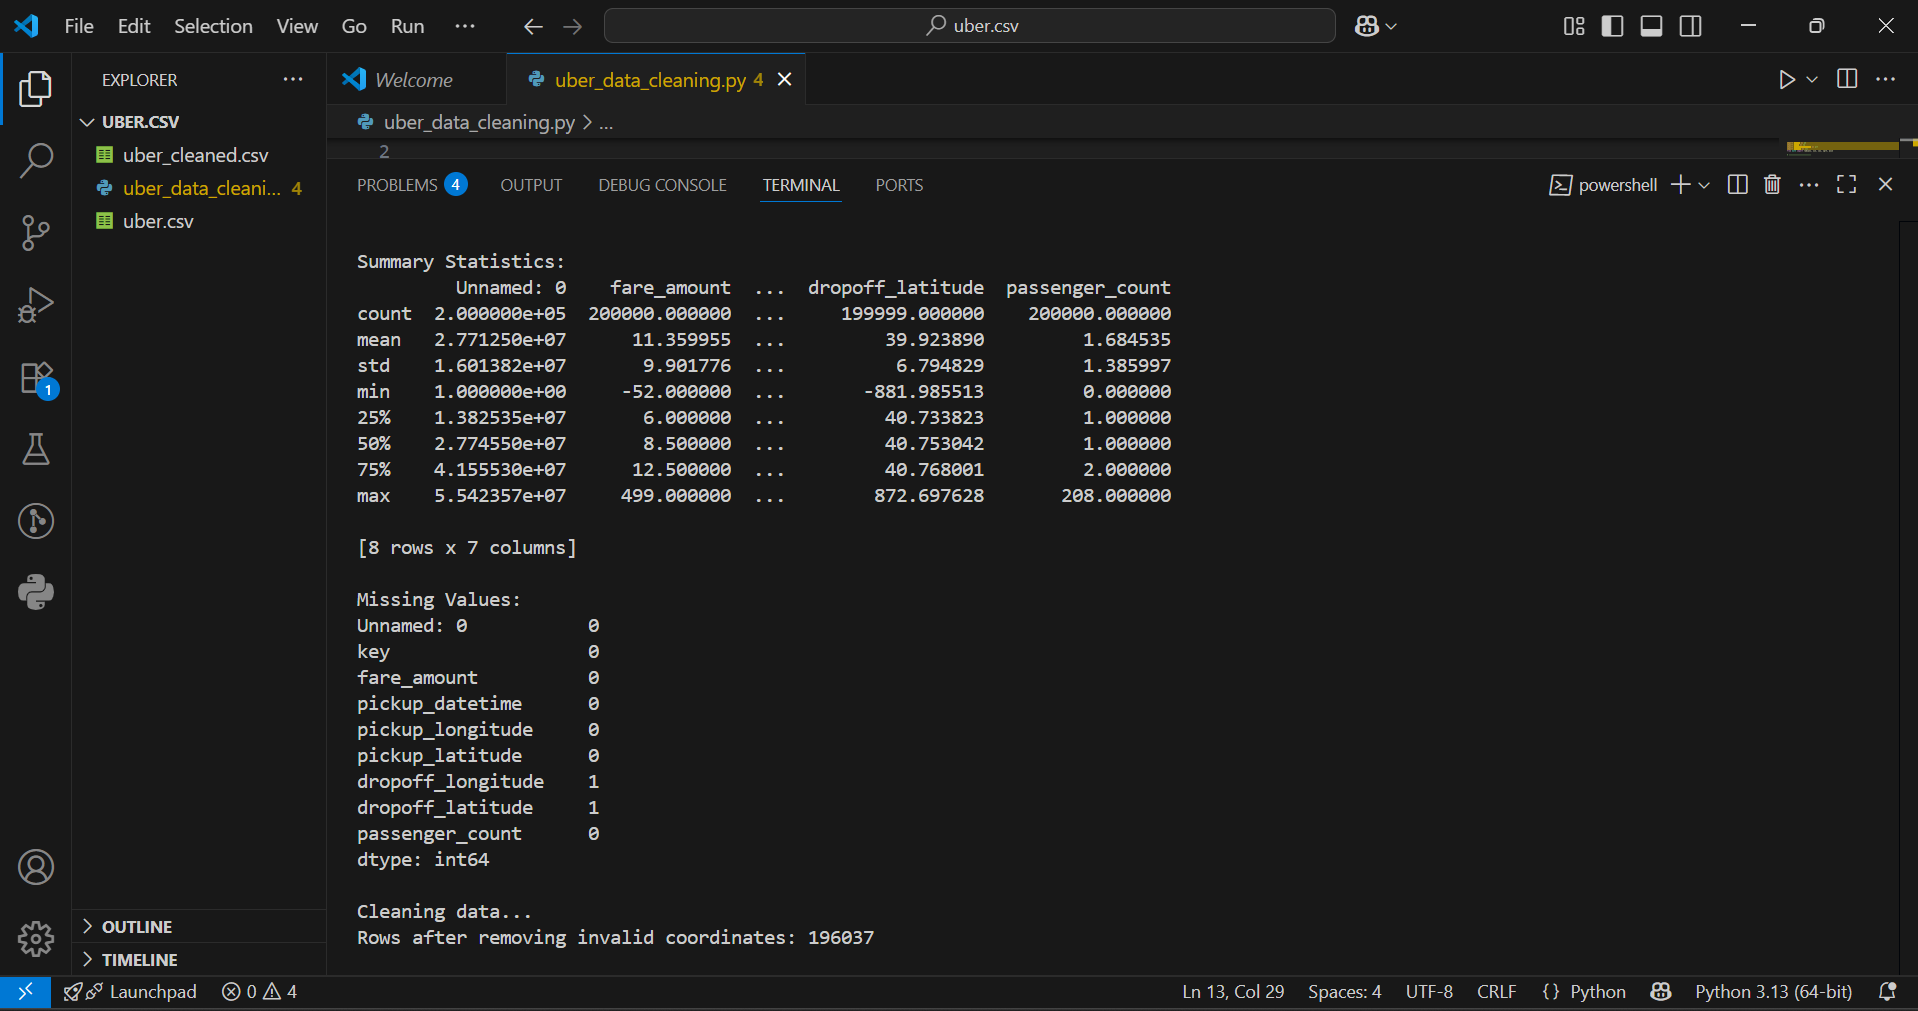 File Edit Selection View Go Run ...
uber.csv
EXPLORER ...
UBER.CSV
uber_cleaned.csv
uber_data_cleani... 4
uber.csv
OUTLINE
TIMELINE
1
Welcome
uber_data_cleaning.py 4
uber_data_cleaning.py > ...
2
PROBLEMS 4 OUTPUT DEBUG CONSOLE TERMINAL PORTS
powershell
Summary Statistics:
Unnamed: 0 fare_amount ... dropoff_latitude passenger_count
count 2.000000e+05 200000.000000 ... 199999.000000 200000.000000
mean 2.771250e+07 11.359955 ... 39.923890 1.684535
std 1.601382e+07 9.901776 ... 6.794829 1.385997
min 1.000000e+00 -52.000000 ... -881.985513 0.000000
25% 1.382535e+07 6.000000 ... 40.733823 1.000000
50% 2.774550e+07 8.500000 ... 40.753042 1.000000
75% 4.155530e+07 12.500000 ... 40.768001 2.000000
max 5.542357e+07 499.000000 ... 872.697628 208.000000
[8 rows x 7 columns]
Missing Values:
Unnamed: 0 0
key 0
fare_amount 0
pickup_datetime 0
pickup_longitude 0
pickup_latitude 0
dropoff_longitude 1
dropoff_latitude 1
passenger_count 0
dtype: int64
Cleaning data...
Rows after removing invalid coordinates: 196037
Launchpad 0 4
Ln 13, Col 29 Spaces: 4 UTF-8 CRLF {} Python Python 3.13 (64-bit)